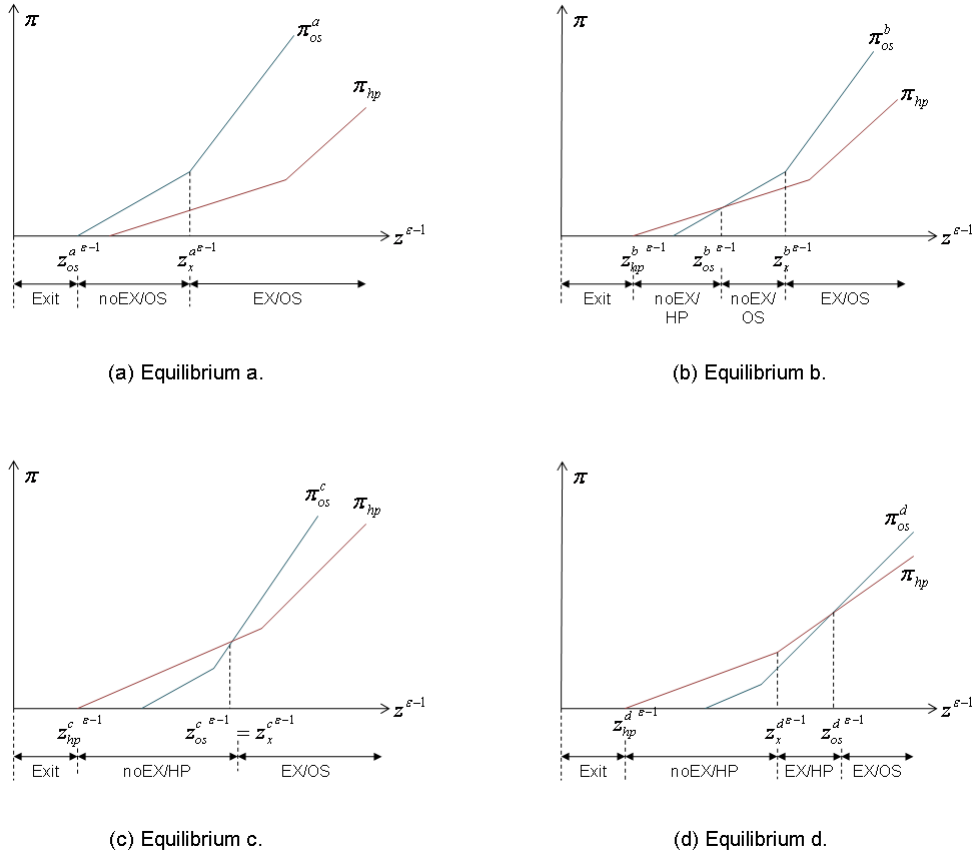 π
π_os^a
π_hp
z_os^a ε-1
z_x^a ε-1
z^ε-1
Exit
noEX/OS
EX/OS
(a) Equilibrium a.
π
π_os^b
π_hp
z_hp^b ε-1
z_os^b ε-1
z_x^b ε-1
z^ε-1
Exit
noEX/
HP
noEX/
OS
EX/OS
(b) Equilibrium b.
π
π_os^c
π_hp
z_hp^c ε-1
z_os^c ε-1 = z_x^c ε-1
z^ε-1
Exit
noEX/HP
EX/OS
(c) Equilibrium c.
π
π_os^d
π_hp
z_hp^d ε-1
z_x^d ε-1
z_os^d ε-1
z^ε-1
Exit
noEX/HP
EX/HP
EX/OS
(d) Equilibrium d.